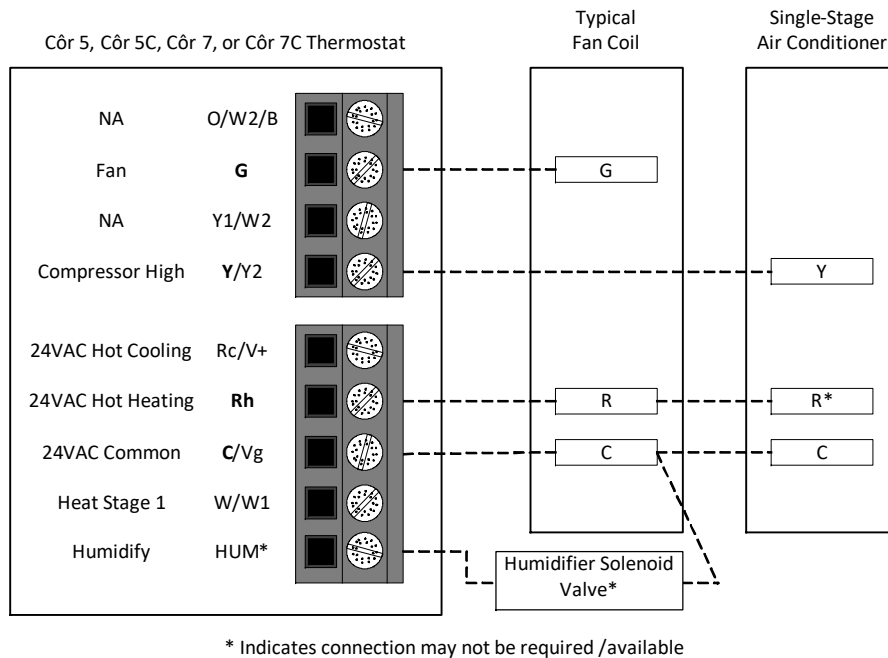 Typical
Fan Coil
Single-Stage
Air Conditioner
Côr 5, Côr 5C, Côr 7, or Côr 7C Thermostat
NA O/W2/B
Fan G G
NA Y1/W2
Compressor High Y/Y2 Y
24VAC Hot Cooling Rc/V+
24VAC Hot Heating Rh R R*
24VAC Common C/Vg C C
Heat Stage 1 W/W1
Humidify HUM*
Humidifier Solenoid
Valve*
* Indicates connection may not be required /available